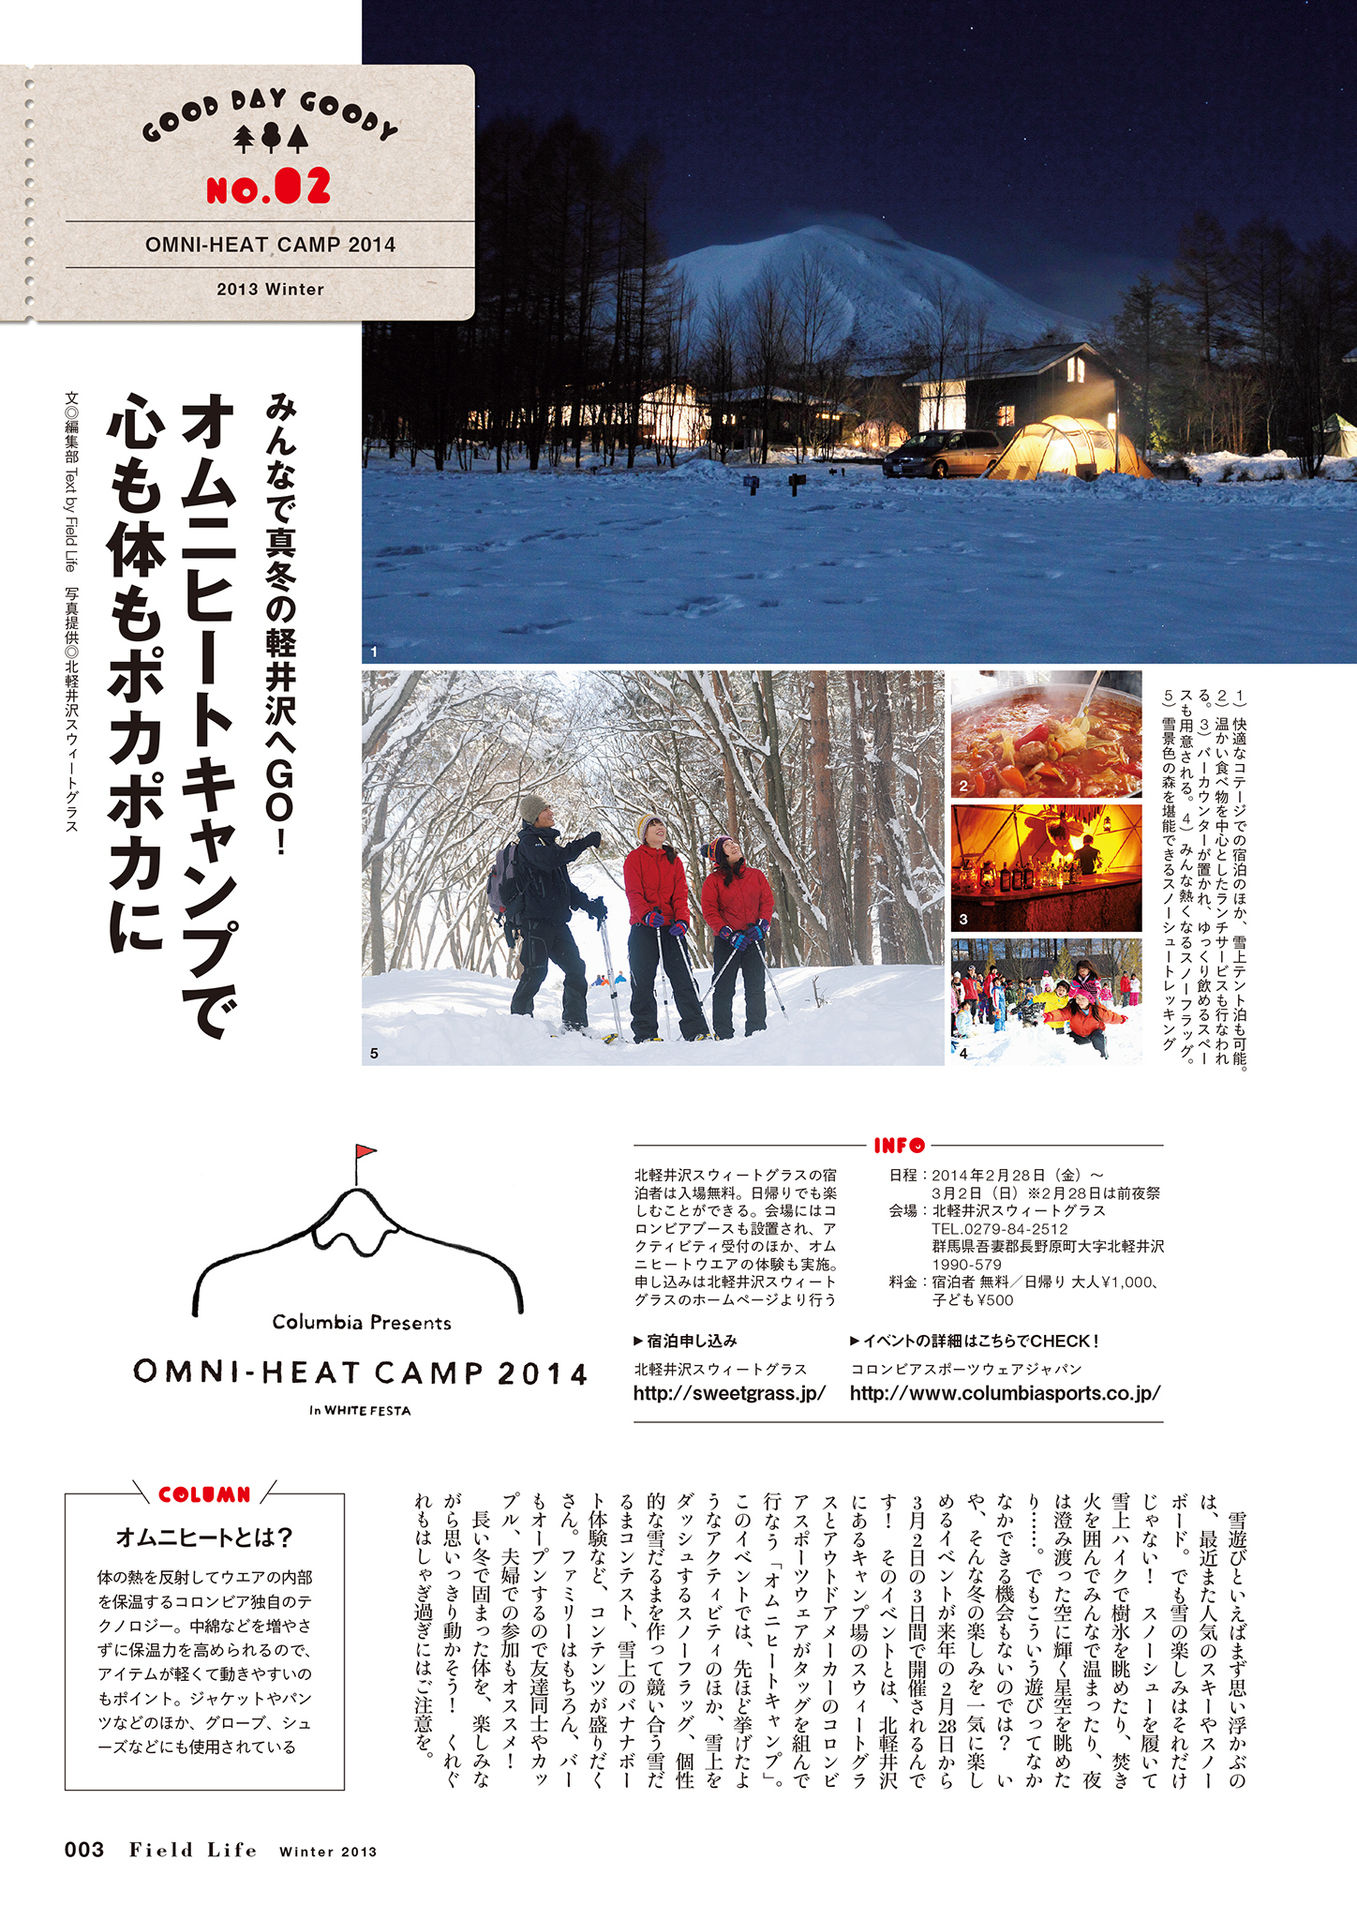 GOOD DAY GOODY
NO.02
OMNI-HEAT CAMP 2014
2013 Winter
みんなで真冬の軽井沢へGO！
オムニヒートキャンプで
心も体もポカポカに
文◎編集部 Text by Field Life　写真提供◎北軽井沢スウィートグラス
1
2
3
4
5
1）快適なコテージでの宿泊のほか、雪上テント泊も可能。
2）温かい食べ物を中心としたランチサービスも行なわれ
る。3）バーカウンターが置かれ、ゆっくり飲めるスペー
スも用意される。4）みんな熱くなるスノーフラッグ。
5）雪景色の森を堪能できるスノーシュートレッキング
Columbia Presents
OMNI-HEAT CAMP 2014
In WHITE FESTA
INFO
北軽井沢スウィートグラスの宿
泊者は入場無料。日帰りでも楽
しむことができる。会場にはコ
ロンビアブースも設置され、ア
クティビティ受付のほか、オム
ニヒートウエアの体験も実施。
申し込みは北軽井沢スウィート
グラスのホームページより行う
日程：2014年2月28日（金）～
3月2日（日）※2月28日は前夜祭
会場：北軽井沢スウィートグラス
TEL.0279-84-2512
群馬県吾妻郡長野原町大字北軽井沢
1990-579
料金：宿泊者 無料／日帰り 大人¥1,000、
子ども¥500
▶宿泊申し込み
北軽井沢スウィートグラス
http://sweetgrass.jp/
▶イベントの詳細はこちらでCHECK！
コロンビアスポーツウェアジャパン
http://www.columbiasports.co.jp/
雪遊びといえばまず思い浮かぶの
は、最近また人気のスキーやスノー
ボード。でも雪の楽しみはそれだけ
じゃない！　スノーシューを履いて
雪上ハイクで樹氷を眺めたり、焚き
火を囲んでみんなで温まったり、夜
は澄み渡った空に輝く星空を眺めた
り……。でもこういう遊びってなか
なかできる機会もないのでは？　い
や、そんな冬の楽しみを一気に楽し
めるイベントが来年の2月28日から
3月2日の3日間で開催されるんで
す！　そのイベントとは、北軽井沢
にあるキャンプ場のスウィートグラ
スとアウトドアメーカーのコロンビ
アスポーツウェアがタッグを組んで
行なう「オムニヒートキャンプ」。
このイベントでは、先ほど挙げたよ
うなアクティビティのほか、雪上を
ダッシュするスノーフラッグ、個性
的な雪だるまを作って競い合う雪だ
るまコンテスト、雪上のバナナボー
ト体験など、コンテンツが盛りだく
さん。ファミリーはもちろん、バー
もオープンするので友達同士やカッ
プル、夫婦での参加もオススメ！
長い冬で固まった体を、楽しみな
がら思いっきり動かそう！　くれぐ
れもはしゃぎ過ぎにはご注意を。
COLUMN
オムニヒートとは？
体の熱を反射してウエアの内部
を保温するコロンビア独自のテ
クノロジー。中綿などを増やさ
ずに保温力を高められるので、
アイテムが軽くて動きやすいの
もポイント。ジャケットやパン
ツなどのほか、グローブ、シュ
ーズなどにも使用されている
003 Field Life Winter 2013